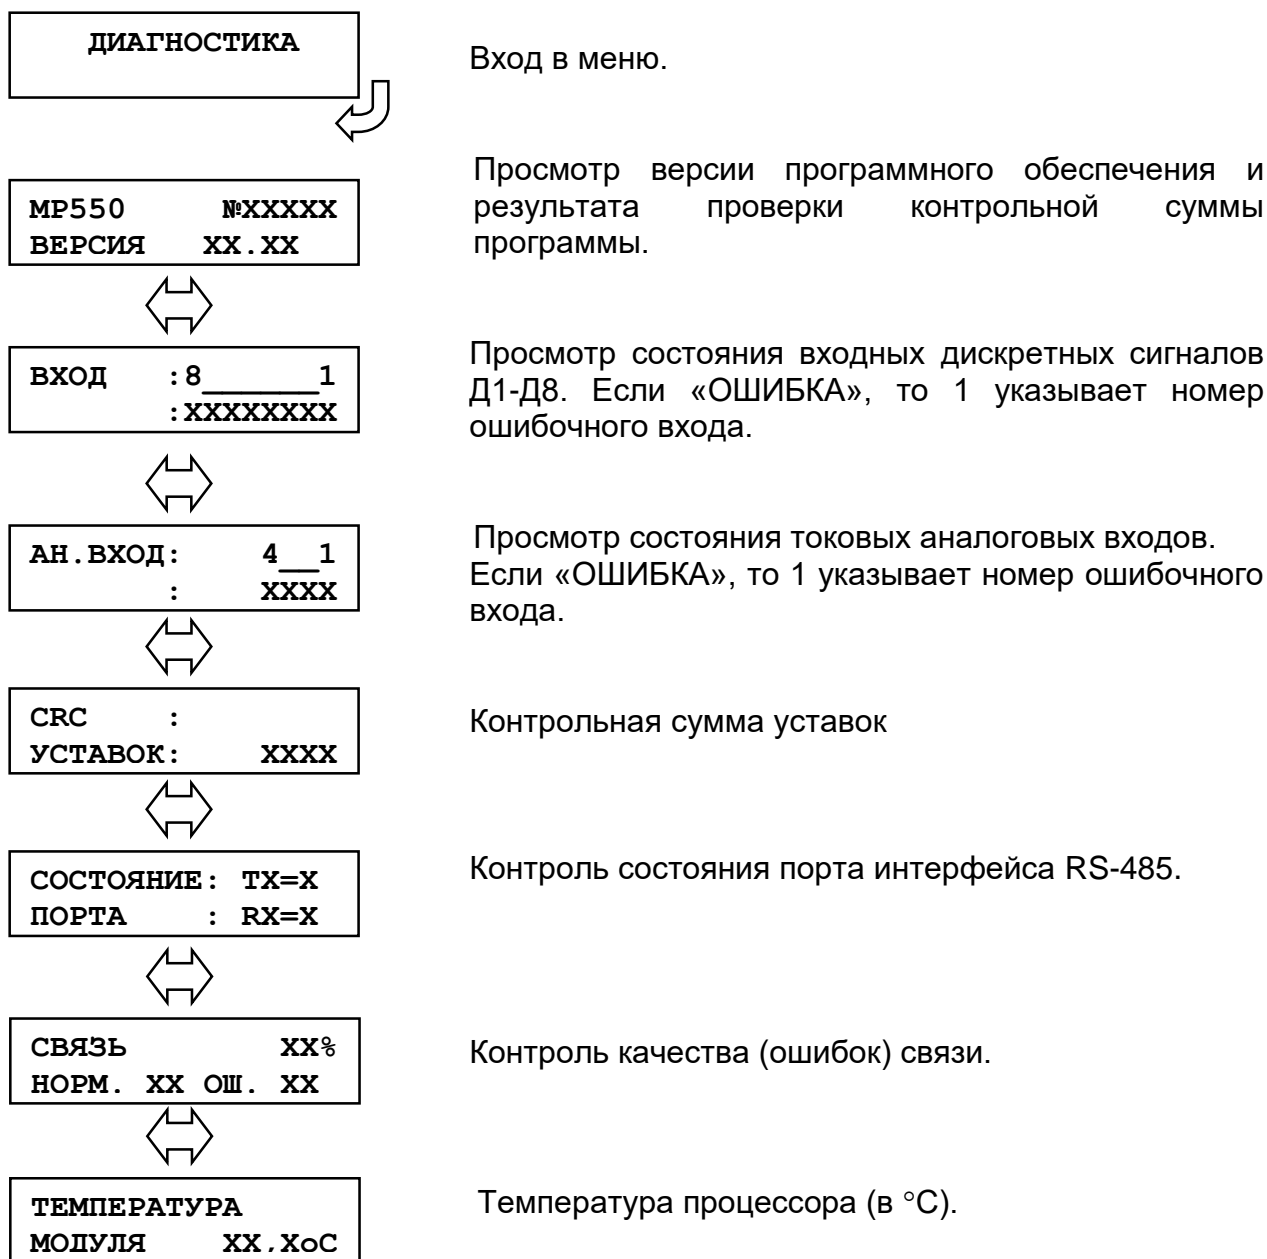 ДИАГНОСТИКА
Вход в меню.
МР550 №XXXXX
ВЕРСИЯ XX.XX
Просмотр версии программного обеспечения и
результата проверки контрольной суммы
программы.
ВХОД :8______1
:XXXXXXXX
Просмотр состояния входных дискретных сигналов
Д1-Д8. Если «ОШИБКА», то 1 указывает номер
ошибочного входа.
АН.ВХОД: 4__1
: XXXX
Просмотр состояния токовых аналоговых входов.
Если «ОШИБКА», то 1 указывает номер ошибочного
входа.
CRC :
УСТАВОК: XXXX
Контрольная сумма уставок
СОСТОЯНИЕ: TX=X
ПОРТА : RX=X
Контроль состояния порта интерфейса RS-485.
СВЯЗЬ XX%
НОРМ. XX ОШ. XX
Контроль качества (ошибок) связи.
ТЕМПЕРАТУРА
МОДУЛЯ XX,XoC
Температура процессора (в °С).